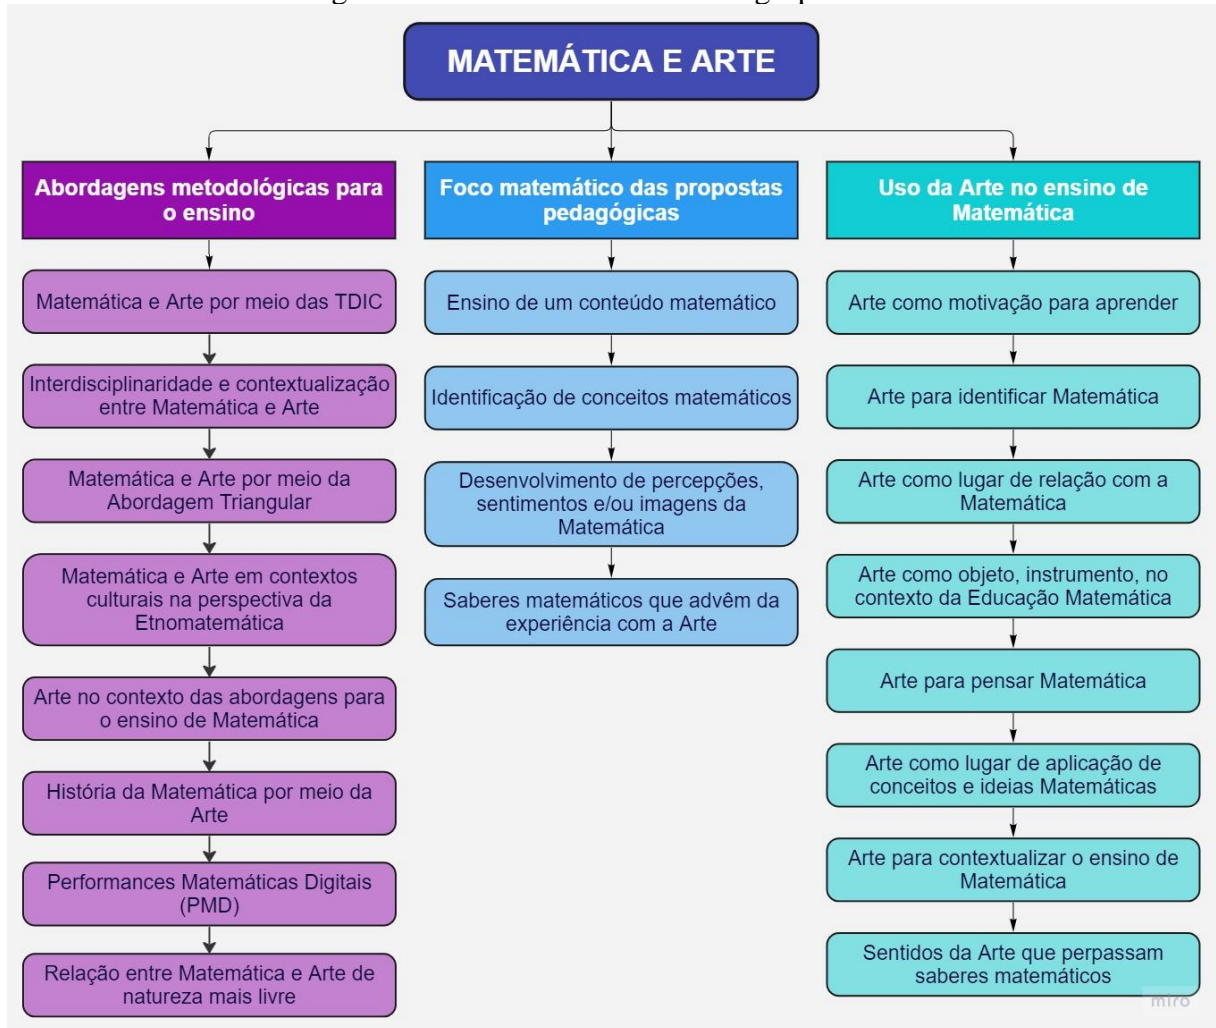 MATEMÁTICA E ARTE
Abordagens metodológicas para
o ensino
Matemática e Arte por meio das TDIC
Interdisciplinaridade e contextualização
entre Matemática e Arte
Matemática e Arte por meio da
Abordagem Triangular
Matemática e Arte em contextos
culturais na perspectiva da
Etnomatemática
Arte no contexto das abordagens para
o ensino de Matemática
História da Matemática por meio da
Arte
Performances Matemáticas Digitais
(PMD)
Relação entre Matemática e Arte de
natureza mais livre
Foco matemático das propostas
pedagógicas
Ensino de um conteúdo matemático
Identificação de conceitos matemáticos
Desenvolvimento de percepções,
sentimentos e/ou imagens da
Matemática
Saberes matemáticos que advêm da
experiência com a Arte
Uso da Arte no ensino de
Matemática
Arte como motivação para aprender
Arte para identificar Matemática
Arte como lugar de relação com a
Matemática
Arte como objeto, instrumento, no
contexto da Educação Matemática
Arte para pensar Matemática
Arte como lugar de aplicação de
conceitos e ideias Matemáticas
Arte para contextualizar o ensino de
Matemática
Sentidos da Arte que perpassam
saberes matemáticos
miro